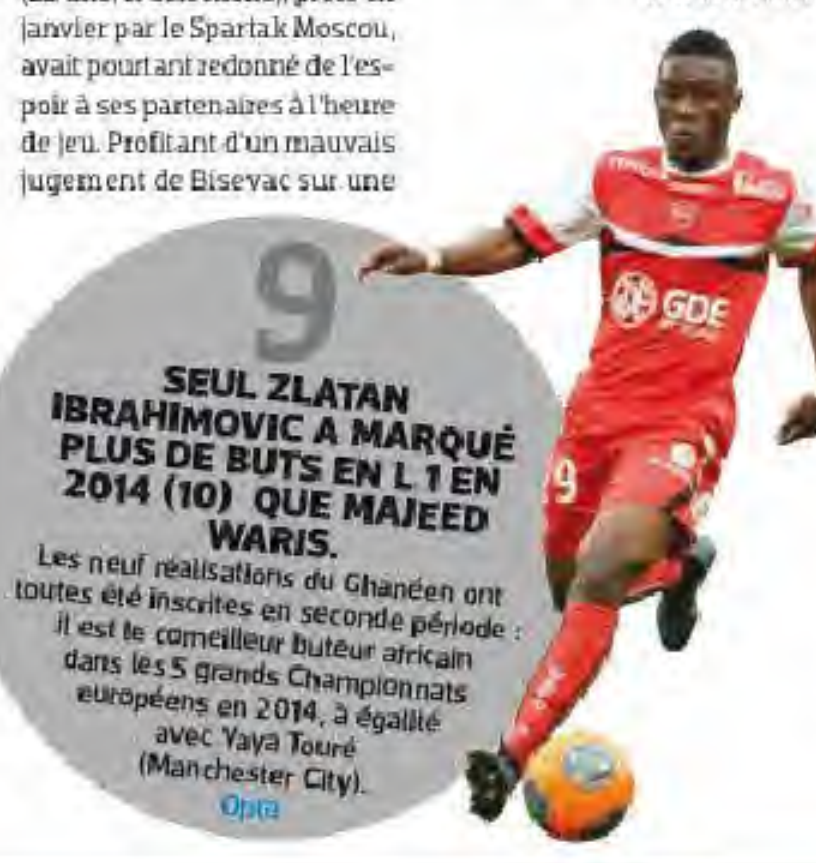 janvier par le Spartak Moscou,
avait pourtant redonné de l'es-
poir à ses partenaires à l'heure
de jeu. Profitant d'un mauvais
jugement de Bisevac sur une
9
SEUL ZLATAN
IBRAHIMOVIC A MARQUÉ
PLUS DE BUTS EN L 1 EN
2014 (10) QUE MAJEED
WARIS.
Les neuf réalisations du Ghanéen ont
toutes été inscrites en seconde période :
il est le comeilleur buteur africain
dans les 5 grands Championnats
européens en 2014, à égalité
avec Yaya Touré
(Manchester City).
Opta
GDE
9